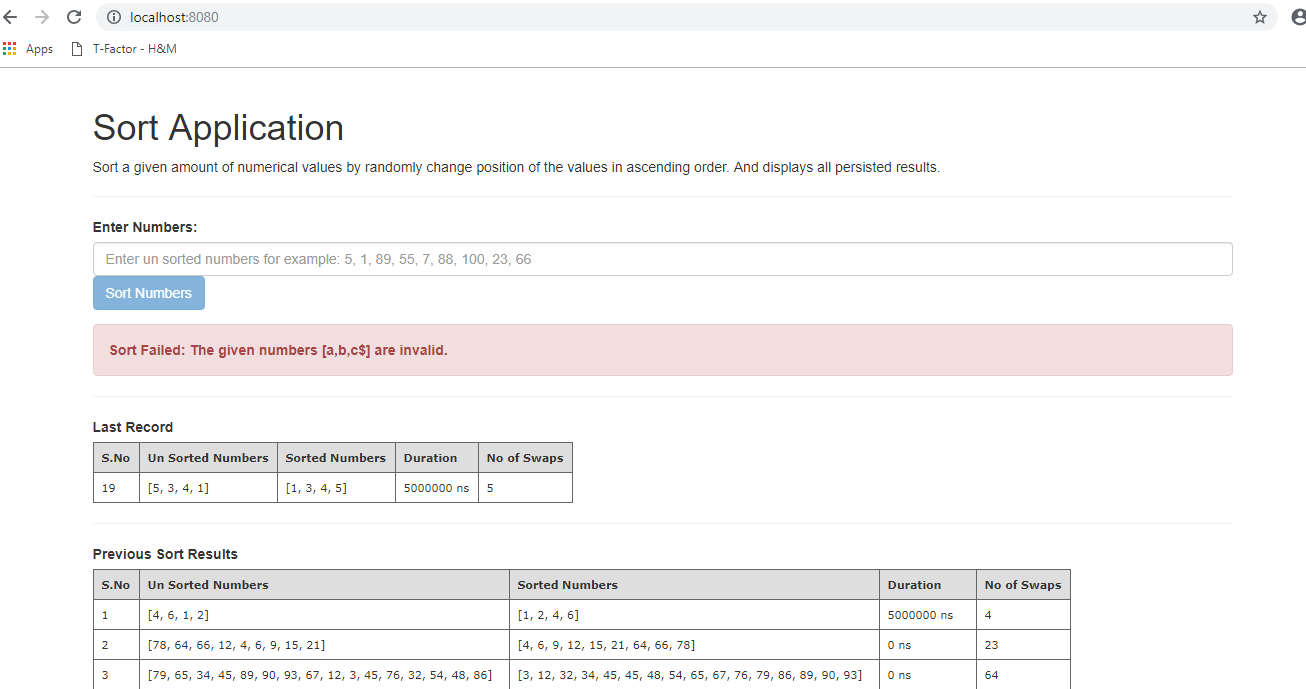 localhost:8080
Apps T-Factor - H&M
Sort Application
Sort a given amount of numerical values by randomly change position of the values in ascending order. And displays all persisted results.
Enter Numbers:
Enter un sorted numbers for example: 5, 1, 89, 55, 7, 88, 100, 23, 66
Sort Numbers
Sort Failed: The given numbers [a,b,c$] are invalid.
Last Record
S.No Un Sorted Numbers Sorted Numbers Duration No of Swaps
19 [5, 3, 4, 1] [1, 3, 4, 5] 5000000 ns 5
Previous Sort Results
S.No Un Sorted Numbers Sorted Numbers Duration No of Swaps
1 [4, 6, 1, 2] [1, 2, 4, 6] 5000000 ns 4
2 [78, 64, 66, 12, 4, 6, 9, 15, 21] [4, 6, 9, 12, 15, 21, 64, 66, 78] 0 ns 23
3 [79, 65, 34, 45, 89, 90, 93, 67, 12, 3, 45, 76, 32, 54, 48, 86] [3, 12, 32, 34, 45, 45, 48, 54, 65, 67, 76, 79, 86, 89, 90, 93] 0 ns 64